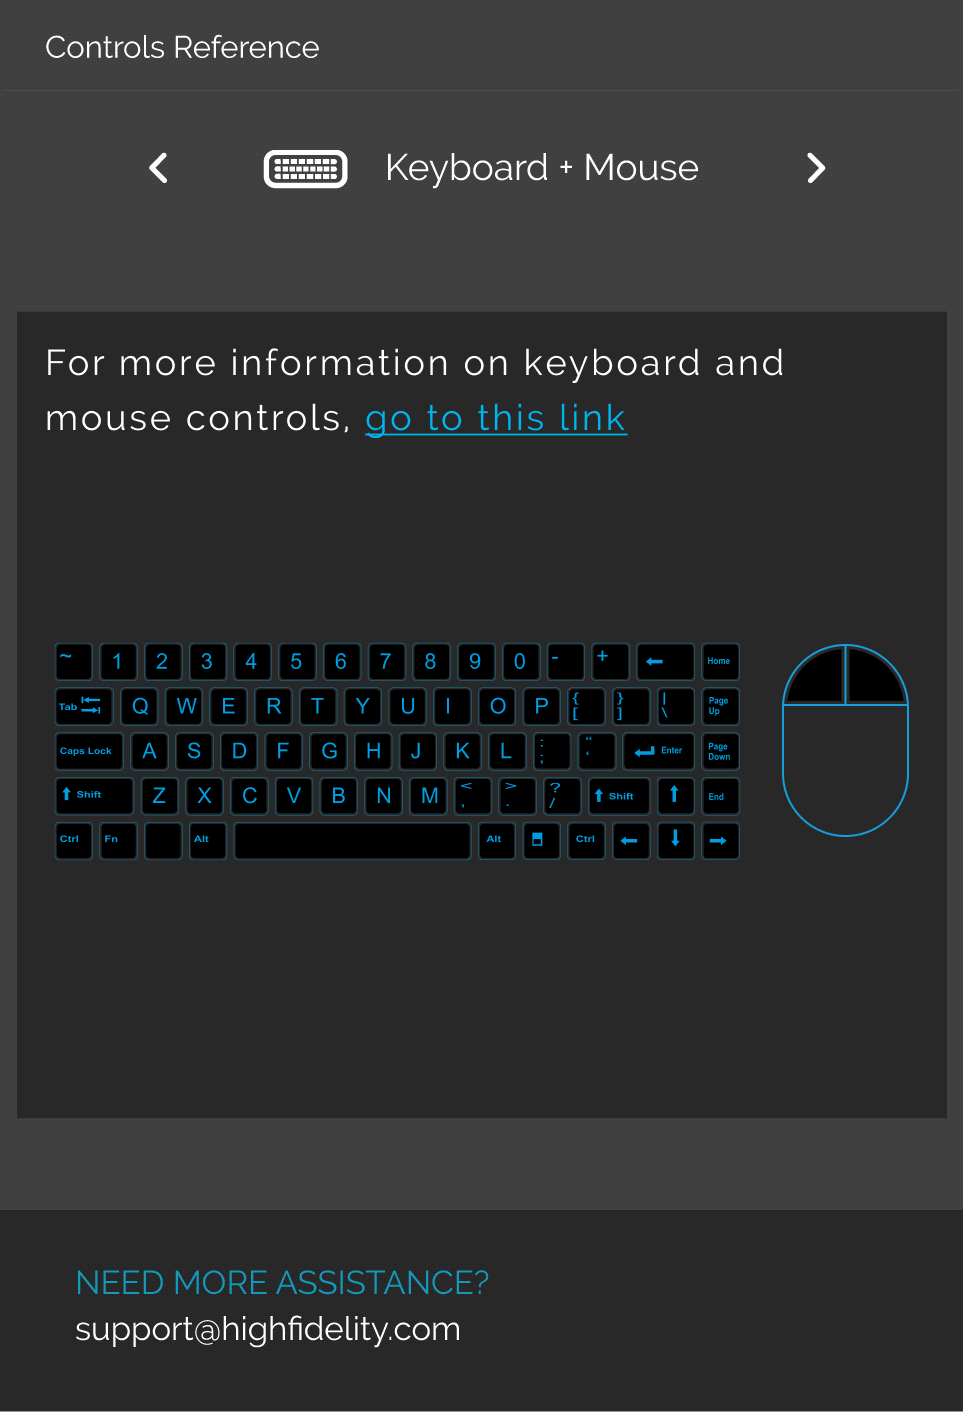 Controls Reference
Keyboard + Mouse
For more information on keyboard and
mouse controls, go to this link
~ 1 2 3 4 5 6 7 8 9 0 - + Home
Tab Q W E R T Y U I O P { [ } ] | \ Page Up
Caps Lock A S D F G H J K L : ; " ' Enter Page Down
Shift Z X C V B N M < , > . ? / Shift End
Ctrl Fn Alt Alt Ctrl
NEED MORE ASSISTANCE?
support@highfidelity.com